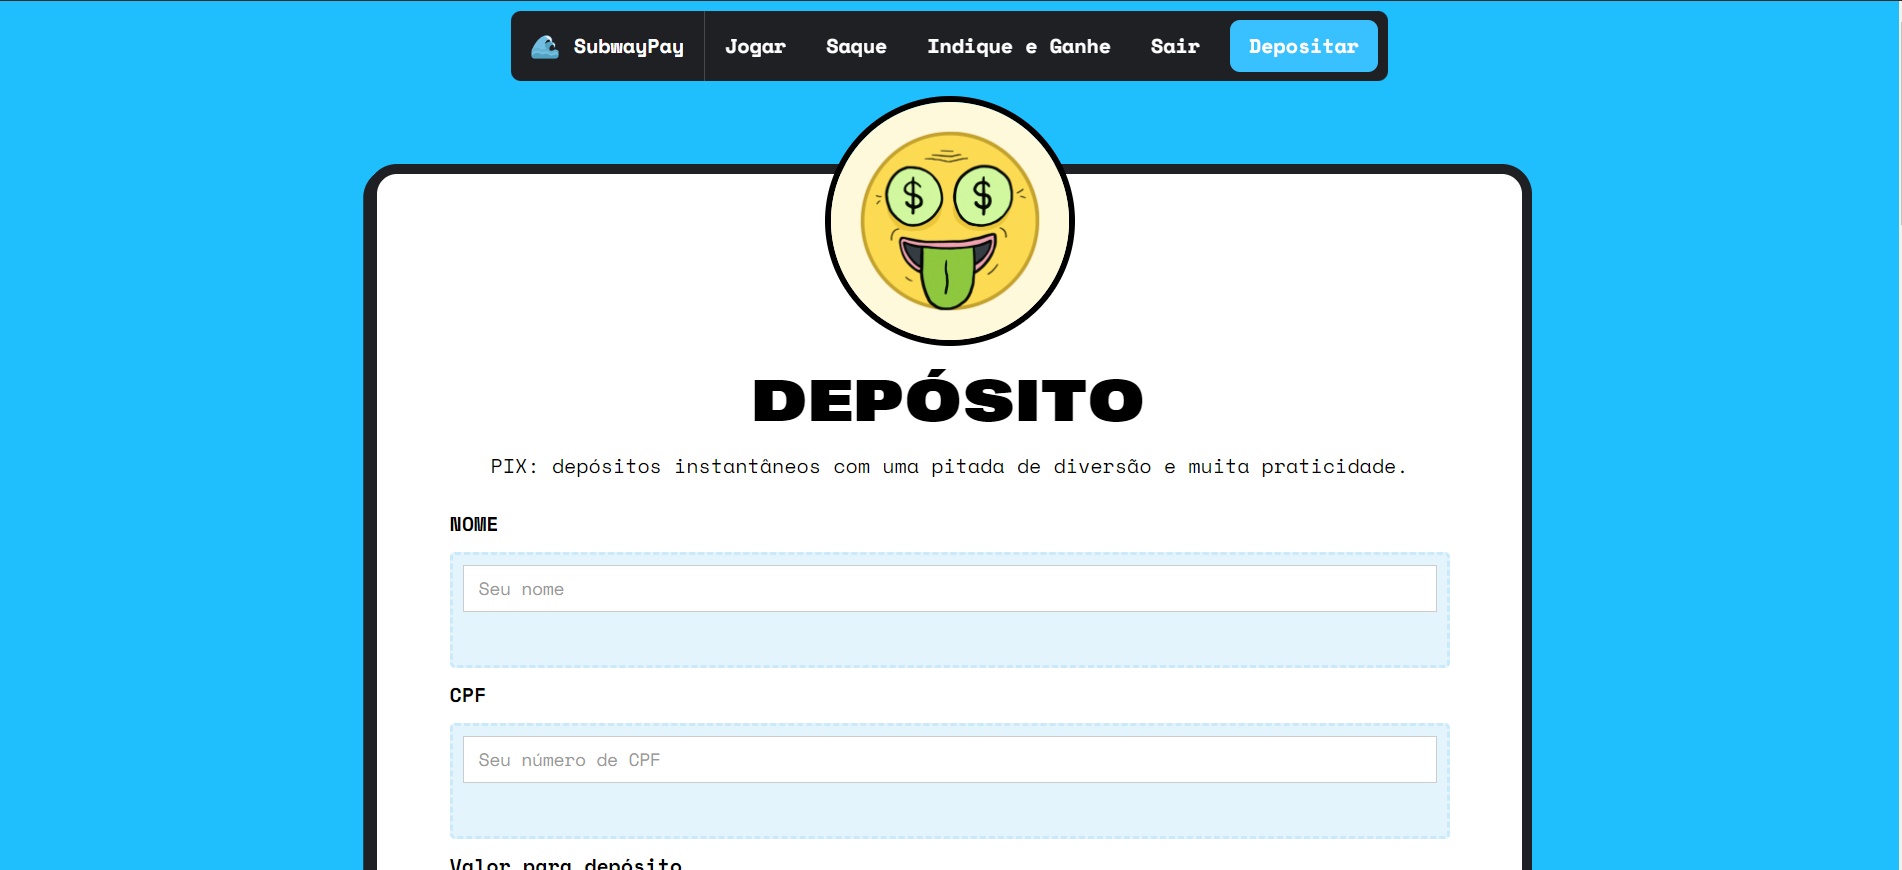 SubwayPay Jogar Saque Indique e Ganhe Sair Depositar
$ $
DEPÓSITO
PIX: depósitos instantâneos com uma pitada de diversão e muita praticidade.
NOME
Seu nome
CPF
Seu número de CPF
Valor para depósito